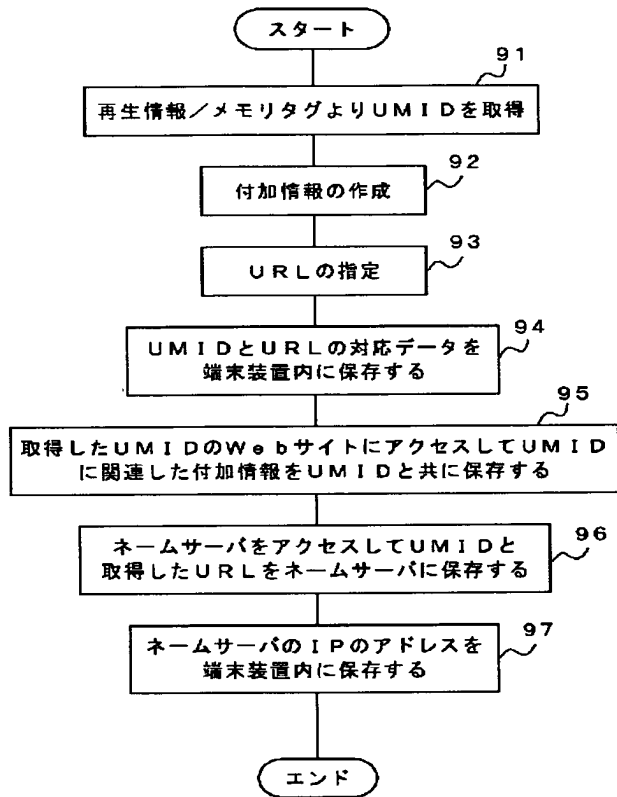 スタート
91
再生情報／メモリタグよりUMIDを取得
92
付加情報の作成
93
URLの指定
94
UMIDとURLの対応データを
端末装置内に保存する
95
取得したUMIDのWebサイトにアクセスしてUMID
に関連した付加情報をUMIDと共に保存する
96
ネームサーバをアクセスしてUMIDと
取得したURLをネームサーバに保存する
97
ネームサーバのIPのアドレスを
端末装置内に保存する
エンド